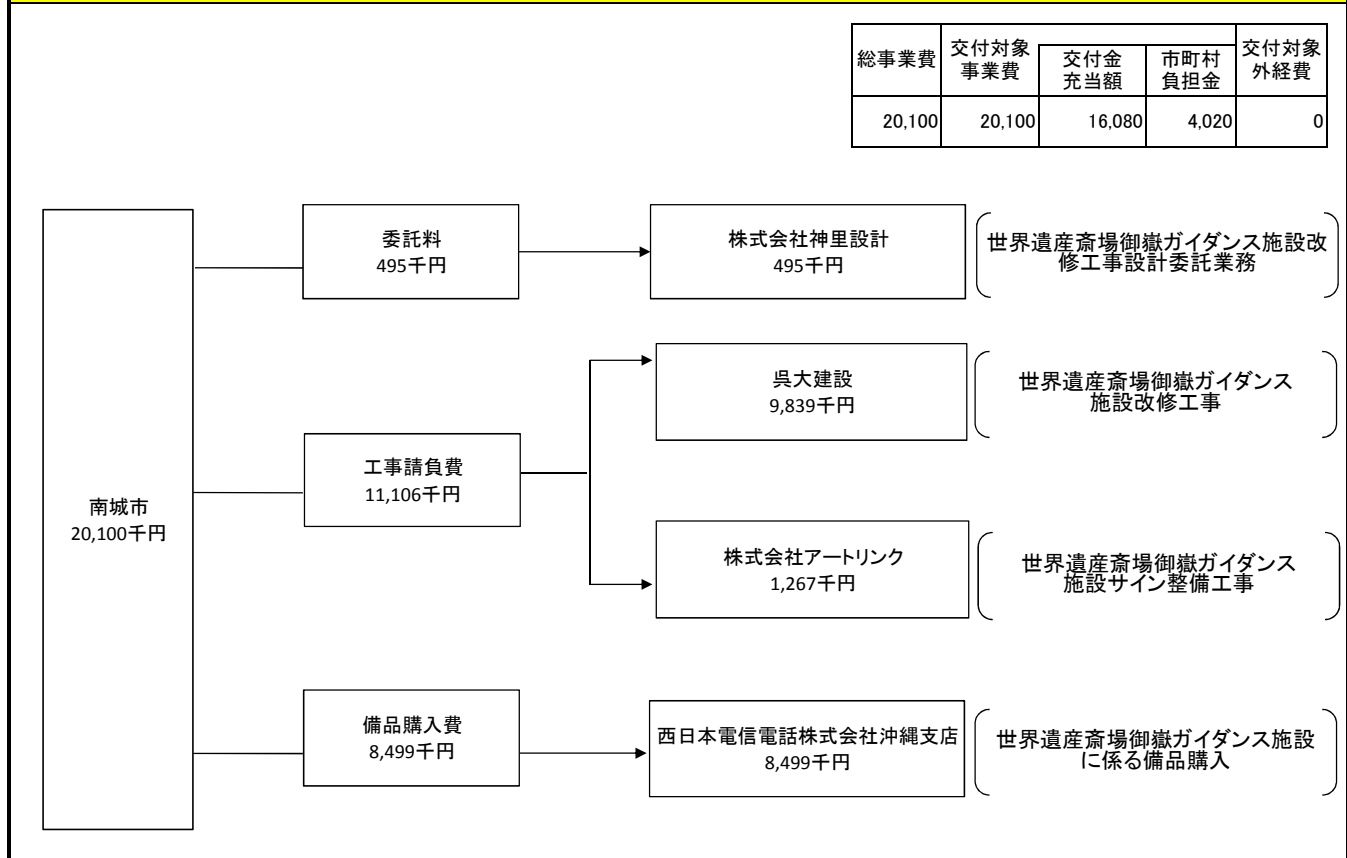 総事業費
交付対象
事業費
交付金
充当額
市町村
負担金
交付対象
外経費
20,100
20,100
16,080
4,020
0
南城市
20,100千円
委託料
495千円
株式会社神里設計
495千円
世界遺産斎場御嶽ガイダンス施設改
修工事設計委託業務
工事請負費
11,106千円
呉大建設
9,839千円
世界遺産斎場御嶽ガイダンス
施設改修工事
株式会社アートリンク
1,267千円
世界遺産斎場御嶽ガイダンス
施設サイン整備工事
備品購入費
8,499千円
西日本電信電話株式会社沖縄支店
8,499千円
世界遺産斎場御嶽ガイダンス施設
に係る備品購入